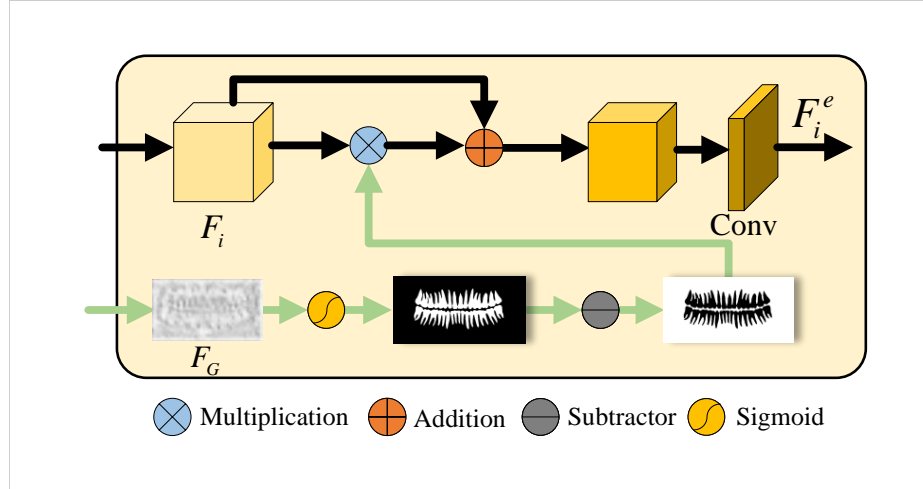 F_i^e
F_i
Conv
F_G
Multiplication
Addition
Subtractor
Sigmoid